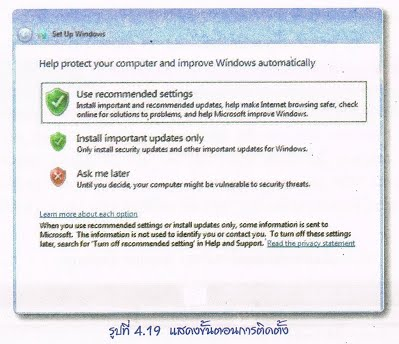 Set Up Windows
Help protect your computer and improve Windows automatically
Use recommended settings
Install important and recommended updates, help make Internet browsing safer, check
online for solutions to problems, and help Microsoft improve Windows.
Install important updates only
Only install security updates and other important updates for Windows.
Ask me later
Until you decide, your computer might be vulnerable to security threats.
Learn more about each option
When you use recommended settings or install updates only, some information is sent to
Microsoft. The information is not used to identify you or contact you. To turn off these settings
later, search for 'Turn off recommended setting' in Help and Support. Read the privacy statement
รูปที่ 4.19 แสดงขั้นตอนการติดตั้ง